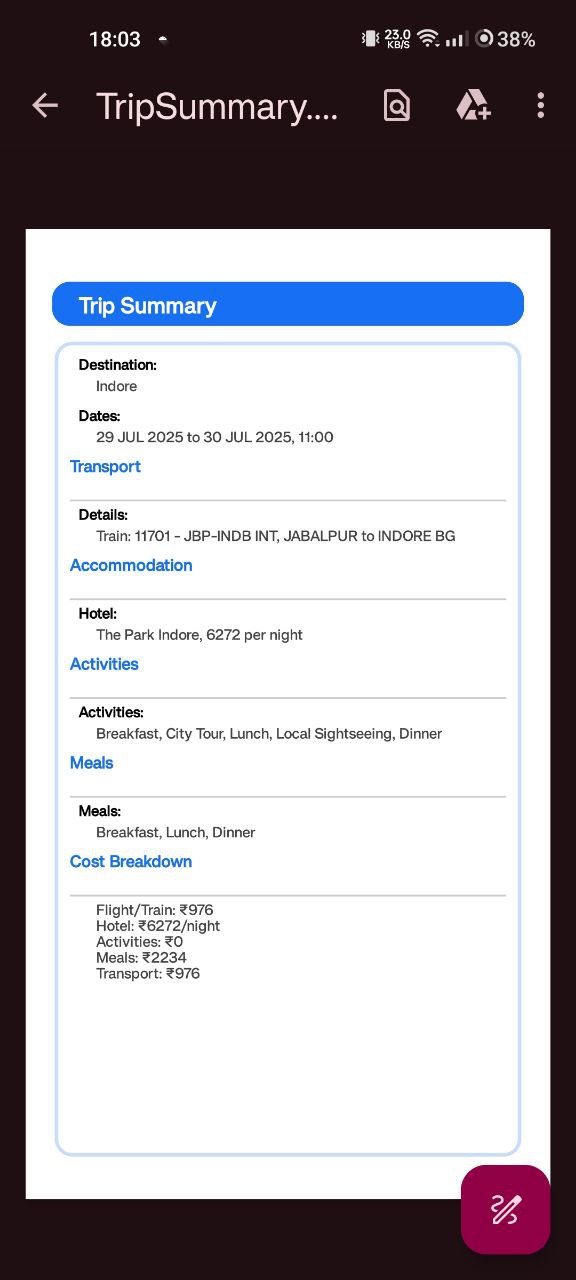 18:03
23.0
KB/S
38%
TripSummary....
Trip Summary
Destination:
Indore
Dates:
29 JUL 2025 to 30 JUL 2025, 11:00
Transport
Details:
Train: 11701 - JBP-INDB INT, JABALPUR to INDORE BG
Accommodation
Hotel:
The Park Indore, 6272 per night
Activities
Activities:
Breakfast, City Tour, Lunch, Local Sightseeing, Dinner
Meals
Meals:
Breakfast, Lunch, Dinner
Cost Breakdown
Flight/Train: ₹976
Hotel: ₹6272/night
Activities: ₹0
Meals: ₹2234
Transport: ₹976